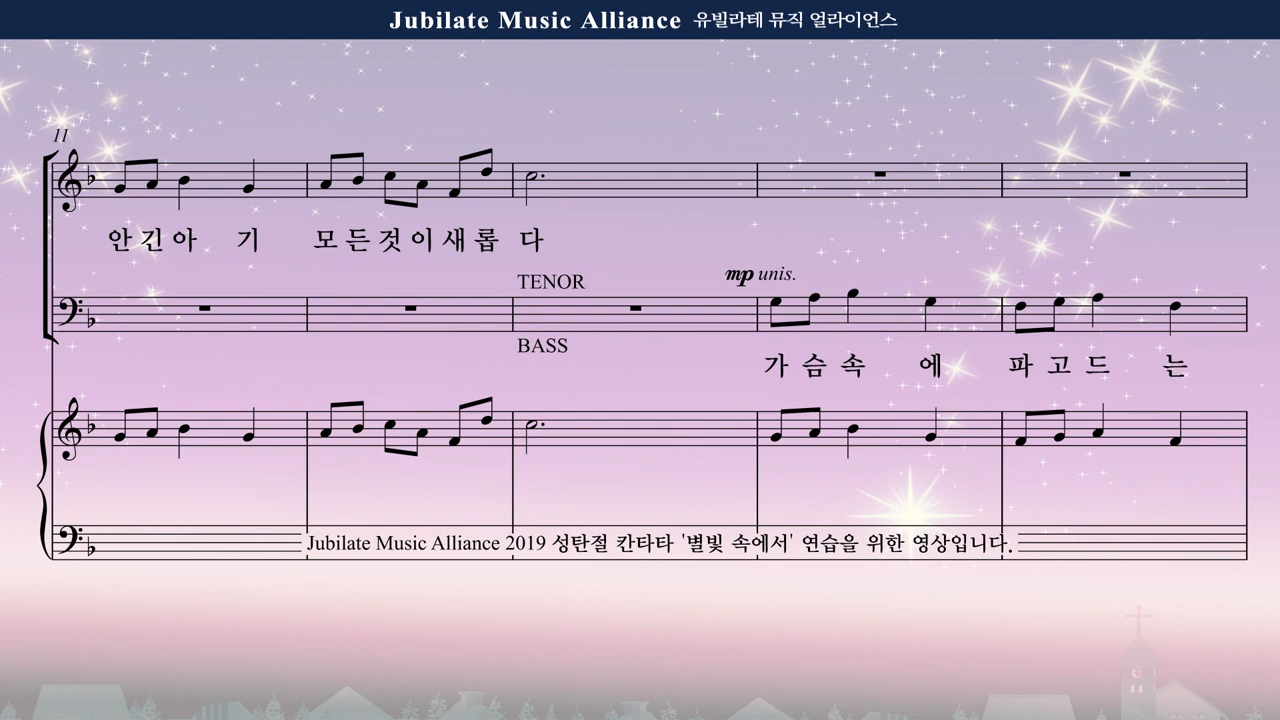 Jubilate Music Alliance 유빌라테 뮤직 얼라이언스
11
안 긴 아 기 모 든 것 이 새 롭 다
TENOR
mp unis.
BASS
가 슴 속 에 파 고 드 는
Jubilate Music Alliance 2019 성탄절 칸타타 '별빛 속에서' 연습을 위한 영상입니다.